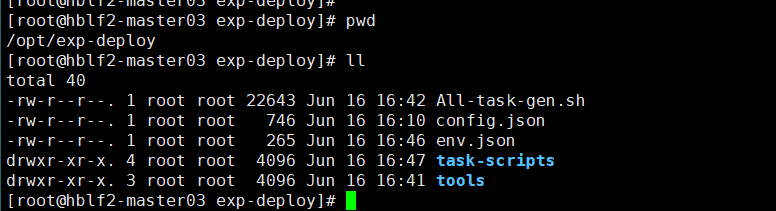 [root@hblf2-master03 exp-deploy]#
[root@hblf2-master03 exp-deploy]# pwd
/opt/exp-deploy
[root@hblf2-master03 exp-deploy]# ll
total 40
-rw-r--r--. 1 root root 22643 Jun 16 16:42 All-task-gen.sh
-rw-r--r--. 1 root root   746 Jun 16 16:10 config.json
-rw-r--r--. 1 root root   265 Jun 16 16:46 env.json
drwxr-xr-x. 4 root root  4096 Jun 16 16:47 task-scripts
drwxr-xr-x. 3 root root  4096 Jun 16 16:41 tools
[root@hblf2-master03 exp-deploy]#